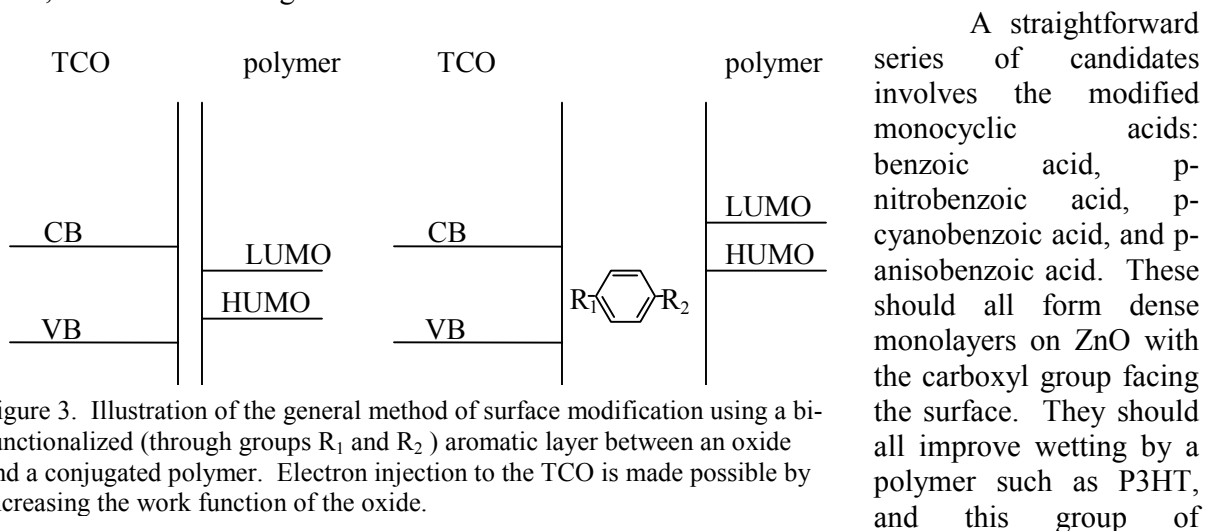 TCO polymer TCO polymer
CB LUMO HUMO VB
CB R1 R2 VB LUMO HUMO
igure 3. Illustration of the general method of surface modification using a bi-
unctionalized (through groups R1 and R2 ) aromatic layer between an oxide
nd a conjugated polymer. Electron injection to the TCO is made possible by
creasing the work function of the oxide.
A straightforward
series of candidates
involves the modified
monocyclic acids:
benzoic acid, p-
nitrobenzoic acid, p-
cyanobenzoic acid, and p-
anisobenzoic acid. These
should all form dense
monolayers on ZnO with
the carboxyl group facing
the surface. They should
all improve wetting by a
polymer such as P3HT,
and this group of